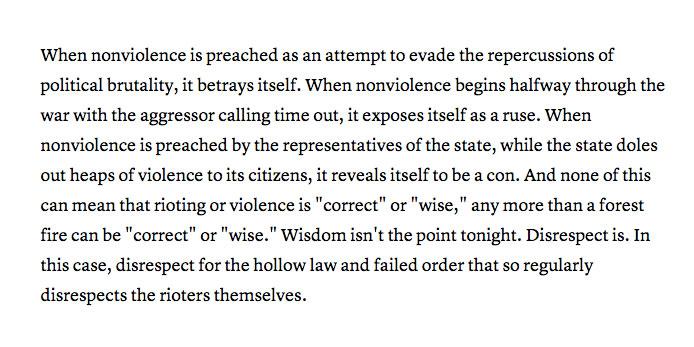 When nonviolence is preached as an attempt to evade the repercussions of
political brutality, it betrays itself. When nonviolence begins halfway through the
war with the aggressor calling time out, it exposes itself as a ruse. When
nonviolence is preached by the representatives of the state, while the state doles
out heaps of violence to its citizens, it reveals itself to be a con. And none of this
can mean that rioting or violence is "correct" or "wise," any more than a forest
fire can be "correct" or "wise." Wisdom isn't the point tonight. Disrespect is. In
this case, disrespect for the hollow law and failed order that so regularly
disrespects the rioters themselves.